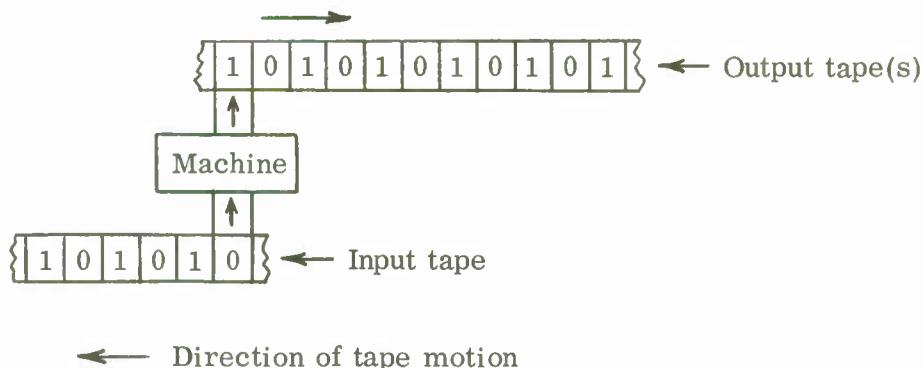 1 0 1 0 1 0 1 0 1 0 1
Output tape(s)
Machine
1 0 1 0 1 0
Input tape
Direction of tape motion